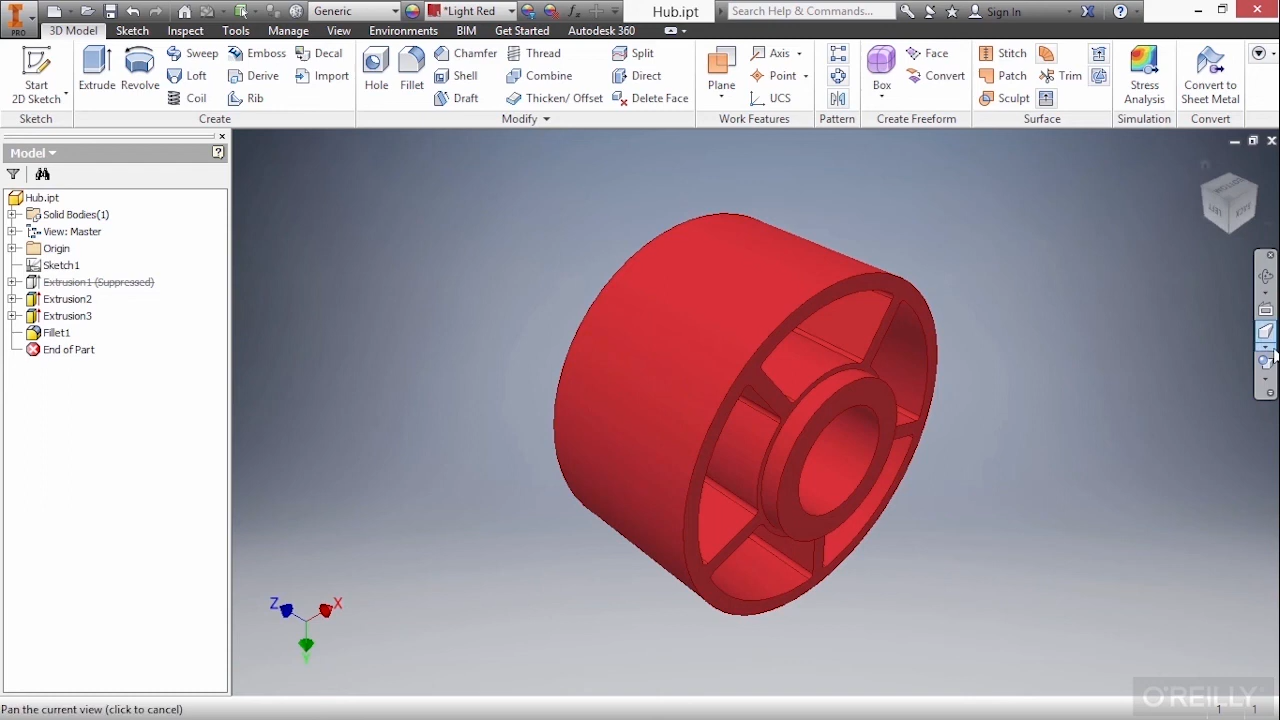 Generic *Light Red Hub.ipt Search Help & Commands... Sign In
PRO 3D Model Sketch Inspect Tools Manage View Environments BIM Get Started Autodesk 360
Start 2D Sketch Extrude Revolve Sweep Loft Coil Emboss Derive Rib Decal Import
Hole Fillet Chamfer Shell Draft Thread Combine Thicken/ Offset Split Direct Delete Face
Plane Axis Point UCS Box Face Convert Stitch Patch Sculpt Trim
Stress Analysis Convert to Sheet Metal
Sketch Create Modify Work Features Pattern Create Freeform Surface Simulation Convert
Model
Hub.ipt
Solid Bodies(1)
View: Master
Origin
Sketch1
Extrusion1 (Suppressed)
Extrusion2
Extrusion3
Fillet1
End of Part
Z X
Y
O'REILLY
Pan the current view (click to cancel) 1 1